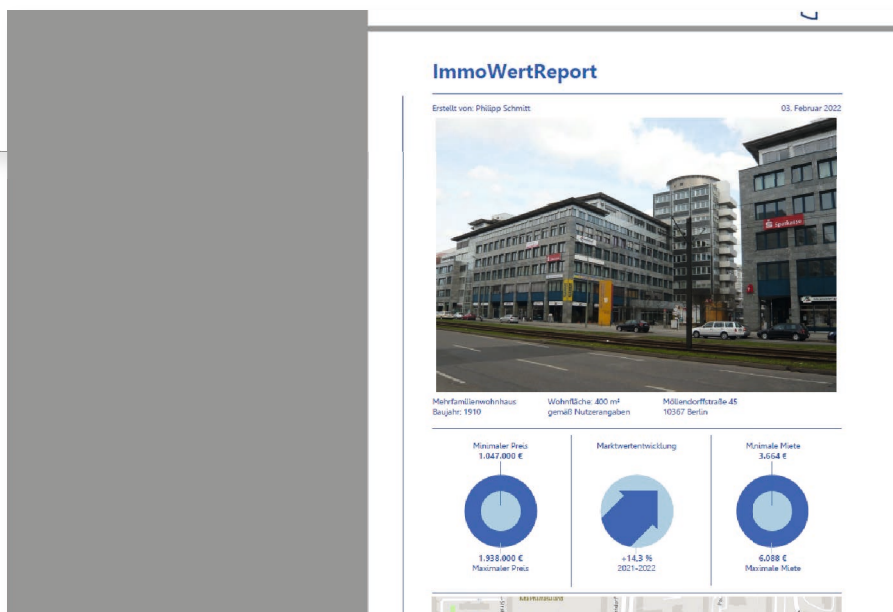 ImmoWertReport
Erstellt von: Philipp Schmitt
03. Februar 2022
Sparkasse
Mehrfamilienwohnhaus
Baujahr: 1910
Wohnfläche: 400 m²
gemäß Nutzerangaben
Möllendorffstraße 45
10367 Berlin
Minimaler Preis
1.047.000 €
1.938.000 €
Maximaler Preis
Marktwertentwicklung
+14,3 %
2021-2022
Minimale Miete
3.664 €
6.088 €
Maximale Miete